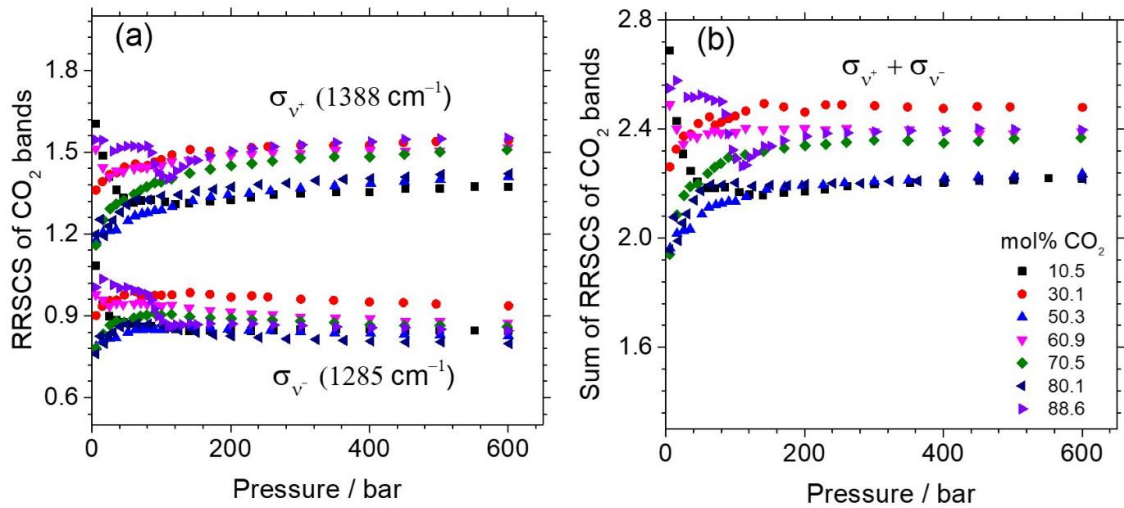 (a)
σν+ (1388 cm⁻¹)
σν- (1285 cm⁻¹)
RRSCS of CO₂ bands
1.8
1.5
1.2
0.9
0.6
0 200 400 600
Pressure / bar
(b)
σν+ + σν-
Sum of RRSCS of CO₂ bands
2.8
2.4
2.0
1.6
mol% CO₂
10.5
30.1
50.3
60.9
70.5
80.1
88.6
0 200 400 600
Pressure / bar